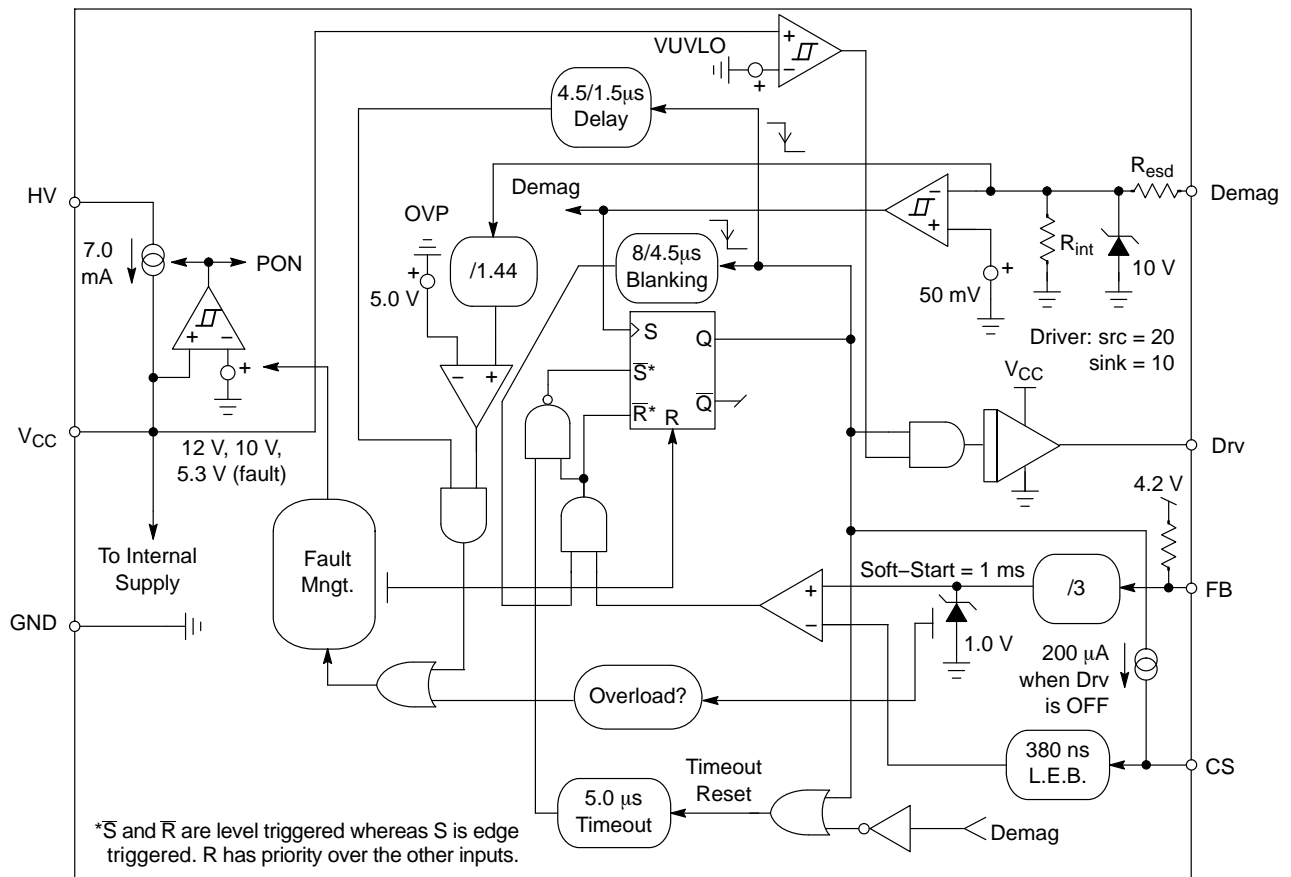 VUVLO
+
−
+
4.5/1.5μs
Delay
HV
7.0
mA
PON
+
−
+
VCC
12 V, 10 V,
5.3 V (fault)
To Internal
Supply
GND
Demag
OVP
+
5.0 V
/1.44
−
+
8/4.5μs
Blanking
S
Q
S*
R*
R
Q
−
+
+
50 mV
Rint
10 V
Resd
Demag
Driver: src = 20
sink = 10
VCC
Drv
4.2 V
Fault
Mngt.
Soft−Start = 1 ms
+
−
/3
FB
1.0 V
200 μA
when Drv
is OFF
Overload?
380 ns
L.E.B.
CS
5.0 μs
Timeout
Timeout
Reset
Demag
*S̅ and R̅ are level triggered whereas S is edge
triggered. R has priority over the other inputs.